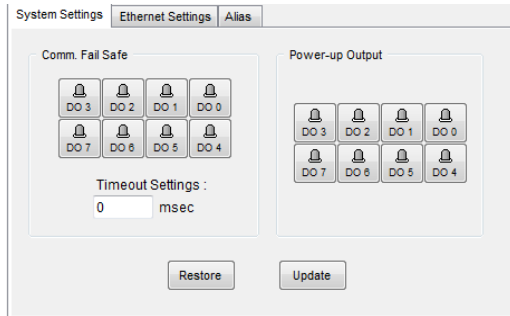 System Settings Ethernet Settings Alias
Comm. Fail Safe
DO 3 DO 2 DO 1 DO 0
DO 7 DO 6 DO 5 DO 4
Timeout Settings :
0 msec
Power-up Output
DO 3 DO 2 DO 1 DO 0
DO 7 DO 6 DO 5 DO 4
Restore Update